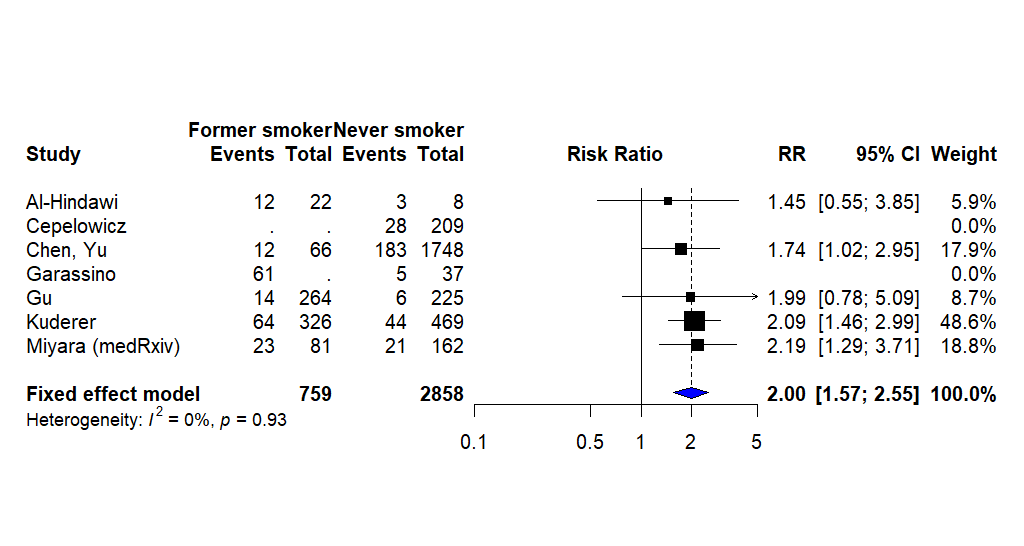 Former smoker Never smoker
Study Events Total Events Total Risk Ratio RR 95% CI Weight
Al-Hindawi 12 22 3 8 1.45 [0.55; 3.85] 5.9%
Cepelowicz . . 28 209 0.0%
Chen, Yu 12 66 183 1748 1.74 [1.02; 2.95] 17.9%
Garassino 61 . 5 37 0.0%
Gu 14 264 6 225 1.99 [0.78; 5.09] 8.7%
Kuderer 64 326 44 469 2.09 [1.46; 2.99] 48.6%
Miyara (medRxiv) 23 81 21 162 2.19 [1.29; 3.71] 18.8%
Fixed effect model 759 2858 2.00 [1.57; 2.55] 100.0%
Heterogeneity: I² = 0%, p = 0.93
0.1 0.5 1 2 5